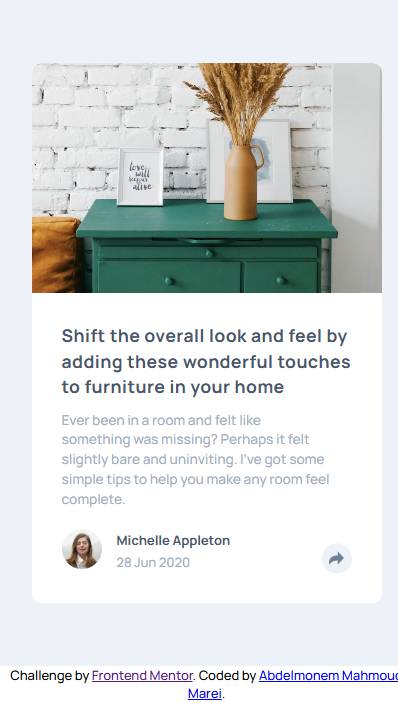 love
will
keep us
alive
Shift the overall look and feel by
adding these wonderful touches
to furniture in your home
Ever been in a room and felt like
something was missing? Perhaps it felt
slightly bare and uninviting. I've got some
simple tips to help you make any room feel
complete.
Michelle Appleton
28 Jun 2020
Challenge by Frontend Mentor. Coded by Abdelmonem Mahmoud
Marei.